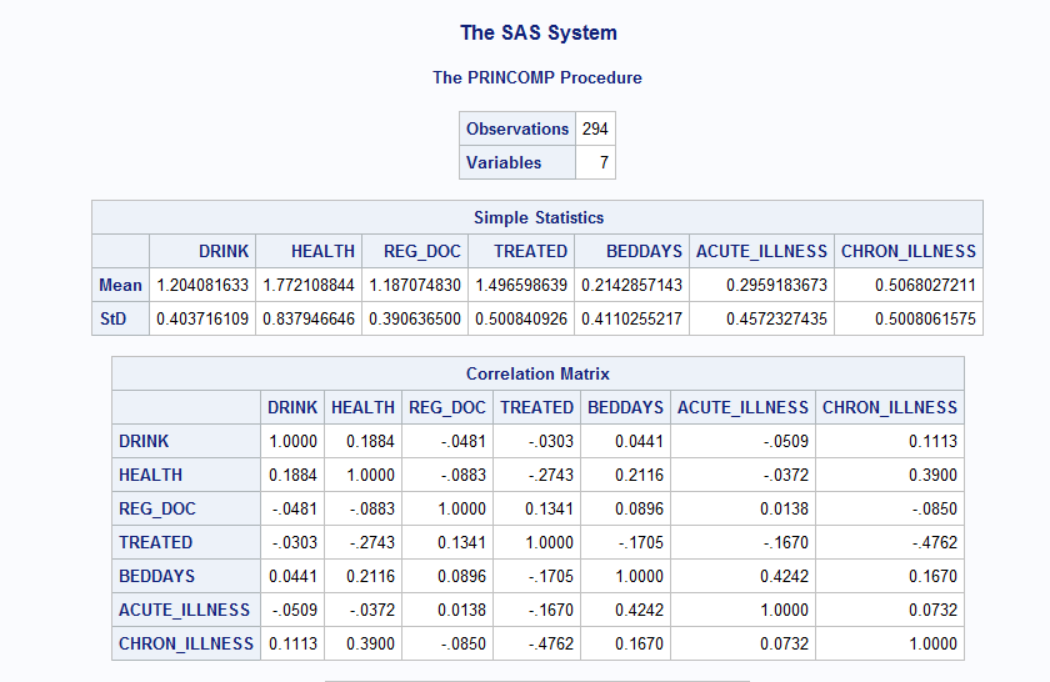 The SAS System
The PRINCOMP Procedure
Observations 294
Variables 7
Simple Statistics
DRINK HEALTH REG_DOC TREATED BEDDAYS ACUTE_ILLNESS CHRON_ILLNESS
Mean 1.204081633 1.772108844 1.187074830 1.496598639 0.2142857143 0.2959183673 0.5068027211
StD 0.403716109 0.837946646 0.390636500 0.500840926 0.4110255217 0.4572327435 0.5008061575
Correlation Matrix
DRINK HEALTH REG_DOC TREATED BEDDAYS ACUTE_ILLNESS CHRON_ILLNESS
DRINK 1.0000 0.1884 -.0481 -.0303 0.0441 -.0509 0.1113
HEALTH 0.1884 1.0000 -.0883 -.2743 0.2116 -.0372 0.3900
REG_DOC -.0481 -.0883 1.0000 0.1341 0.0896 0.0138 -.0850
TREATED -.0303 -.2743 0.1341 1.0000 -.1705 -.1670 -.4762
BEDDAYS 0.0441 0.2116 0.0896 -.1705 1.0000 0.4242 0.1670
ACUTE_ILLNESS -.0509 -.0372 0.0138 -.1670 0.4242 1.0000 0.0732
CHRON_ILLNESS 0.1113 0.3900 -.0850 -.4762 0.1670 0.0732 1.0000